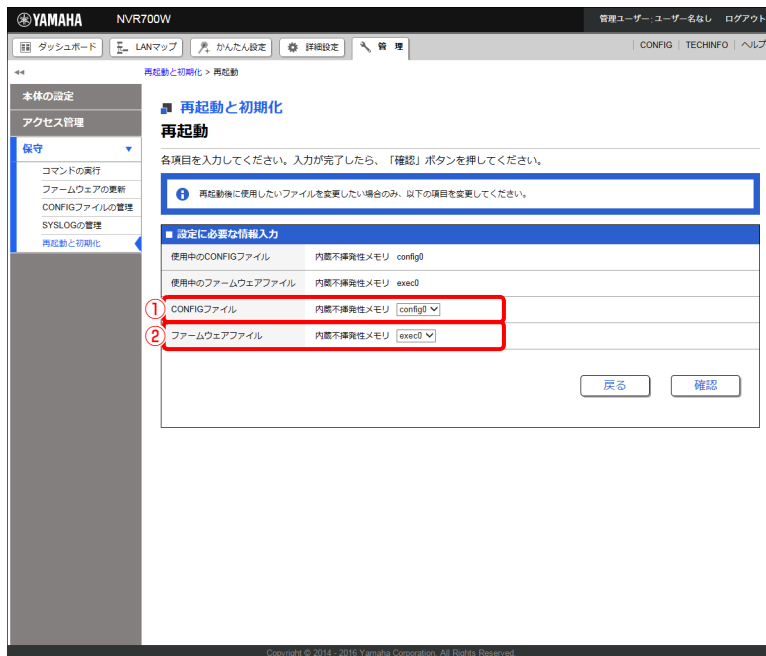 YAMAHA NVR700W 管理ユーザー:ユーザー名なし ログアウト
ダッシュボード LANマップ かんたん設定 詳細設定 管 理 CONFIG TECHINFO ヘルプ
再起動と初期化 > 再起動
本体の設定
アクセス管理
保守
コマンドの実行
ファームウェアの更新
CONFIGファイルの管理
SYSLOGの管理
再起動と初期化
再起動と初期化
再起動
各項目を入力してください。入力が完了したら、「確認」ボタンを押してください。
再起動後に使用したいファイルを変更したい場合のみ、以下の項目を変更してください。
設定に必要な情報入力
使用中のCONFIGファイル 内蔵不揮発性メモリ config0
使用中のファームウェアファイル 内蔵不揮発性メモリ exec0
① CONFIGファイル 内蔵不揮発性メモリ config0
② ファームウェアファイル 内蔵不揮発性メモリ exec0
戻る 確認
Copyright © 2014 - 2016 Yamaha Corporation. All Rights Reserved.